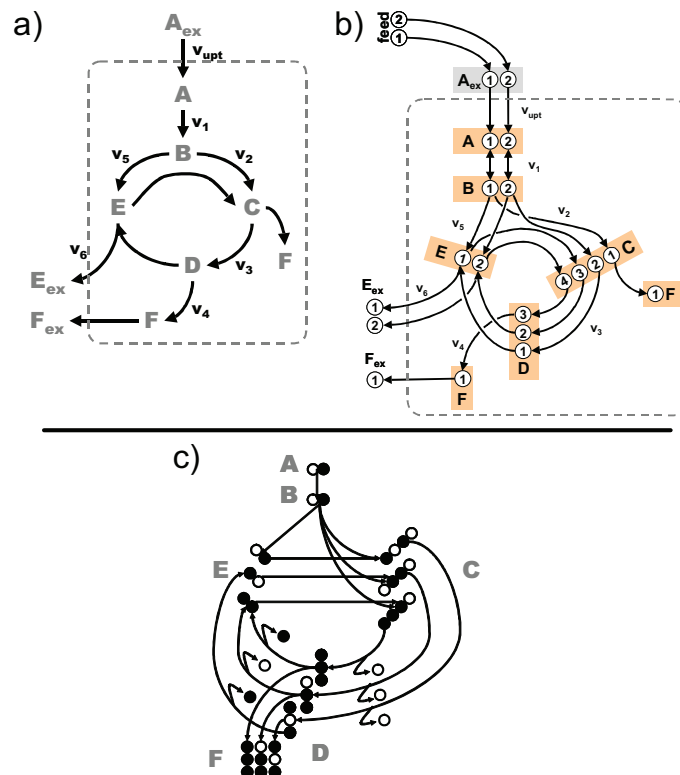 a)
A_ex
v_upt
A
v_1
B
v_5
v_2
E
C
v_6
D
v_3
F
E_ex
v_4
F_ex
F
b)
feed
2
1
A_ex 1 2
v_upt
A 1 2
v_1
B 1 2
v_5
v_2
E 1 2
4 3 2 1 C
E_ex
v_6
1
2
1 F
3
v_4
2
v_3
1
D
F_ex
1
1
F
c)
A
B
E
C
F
D